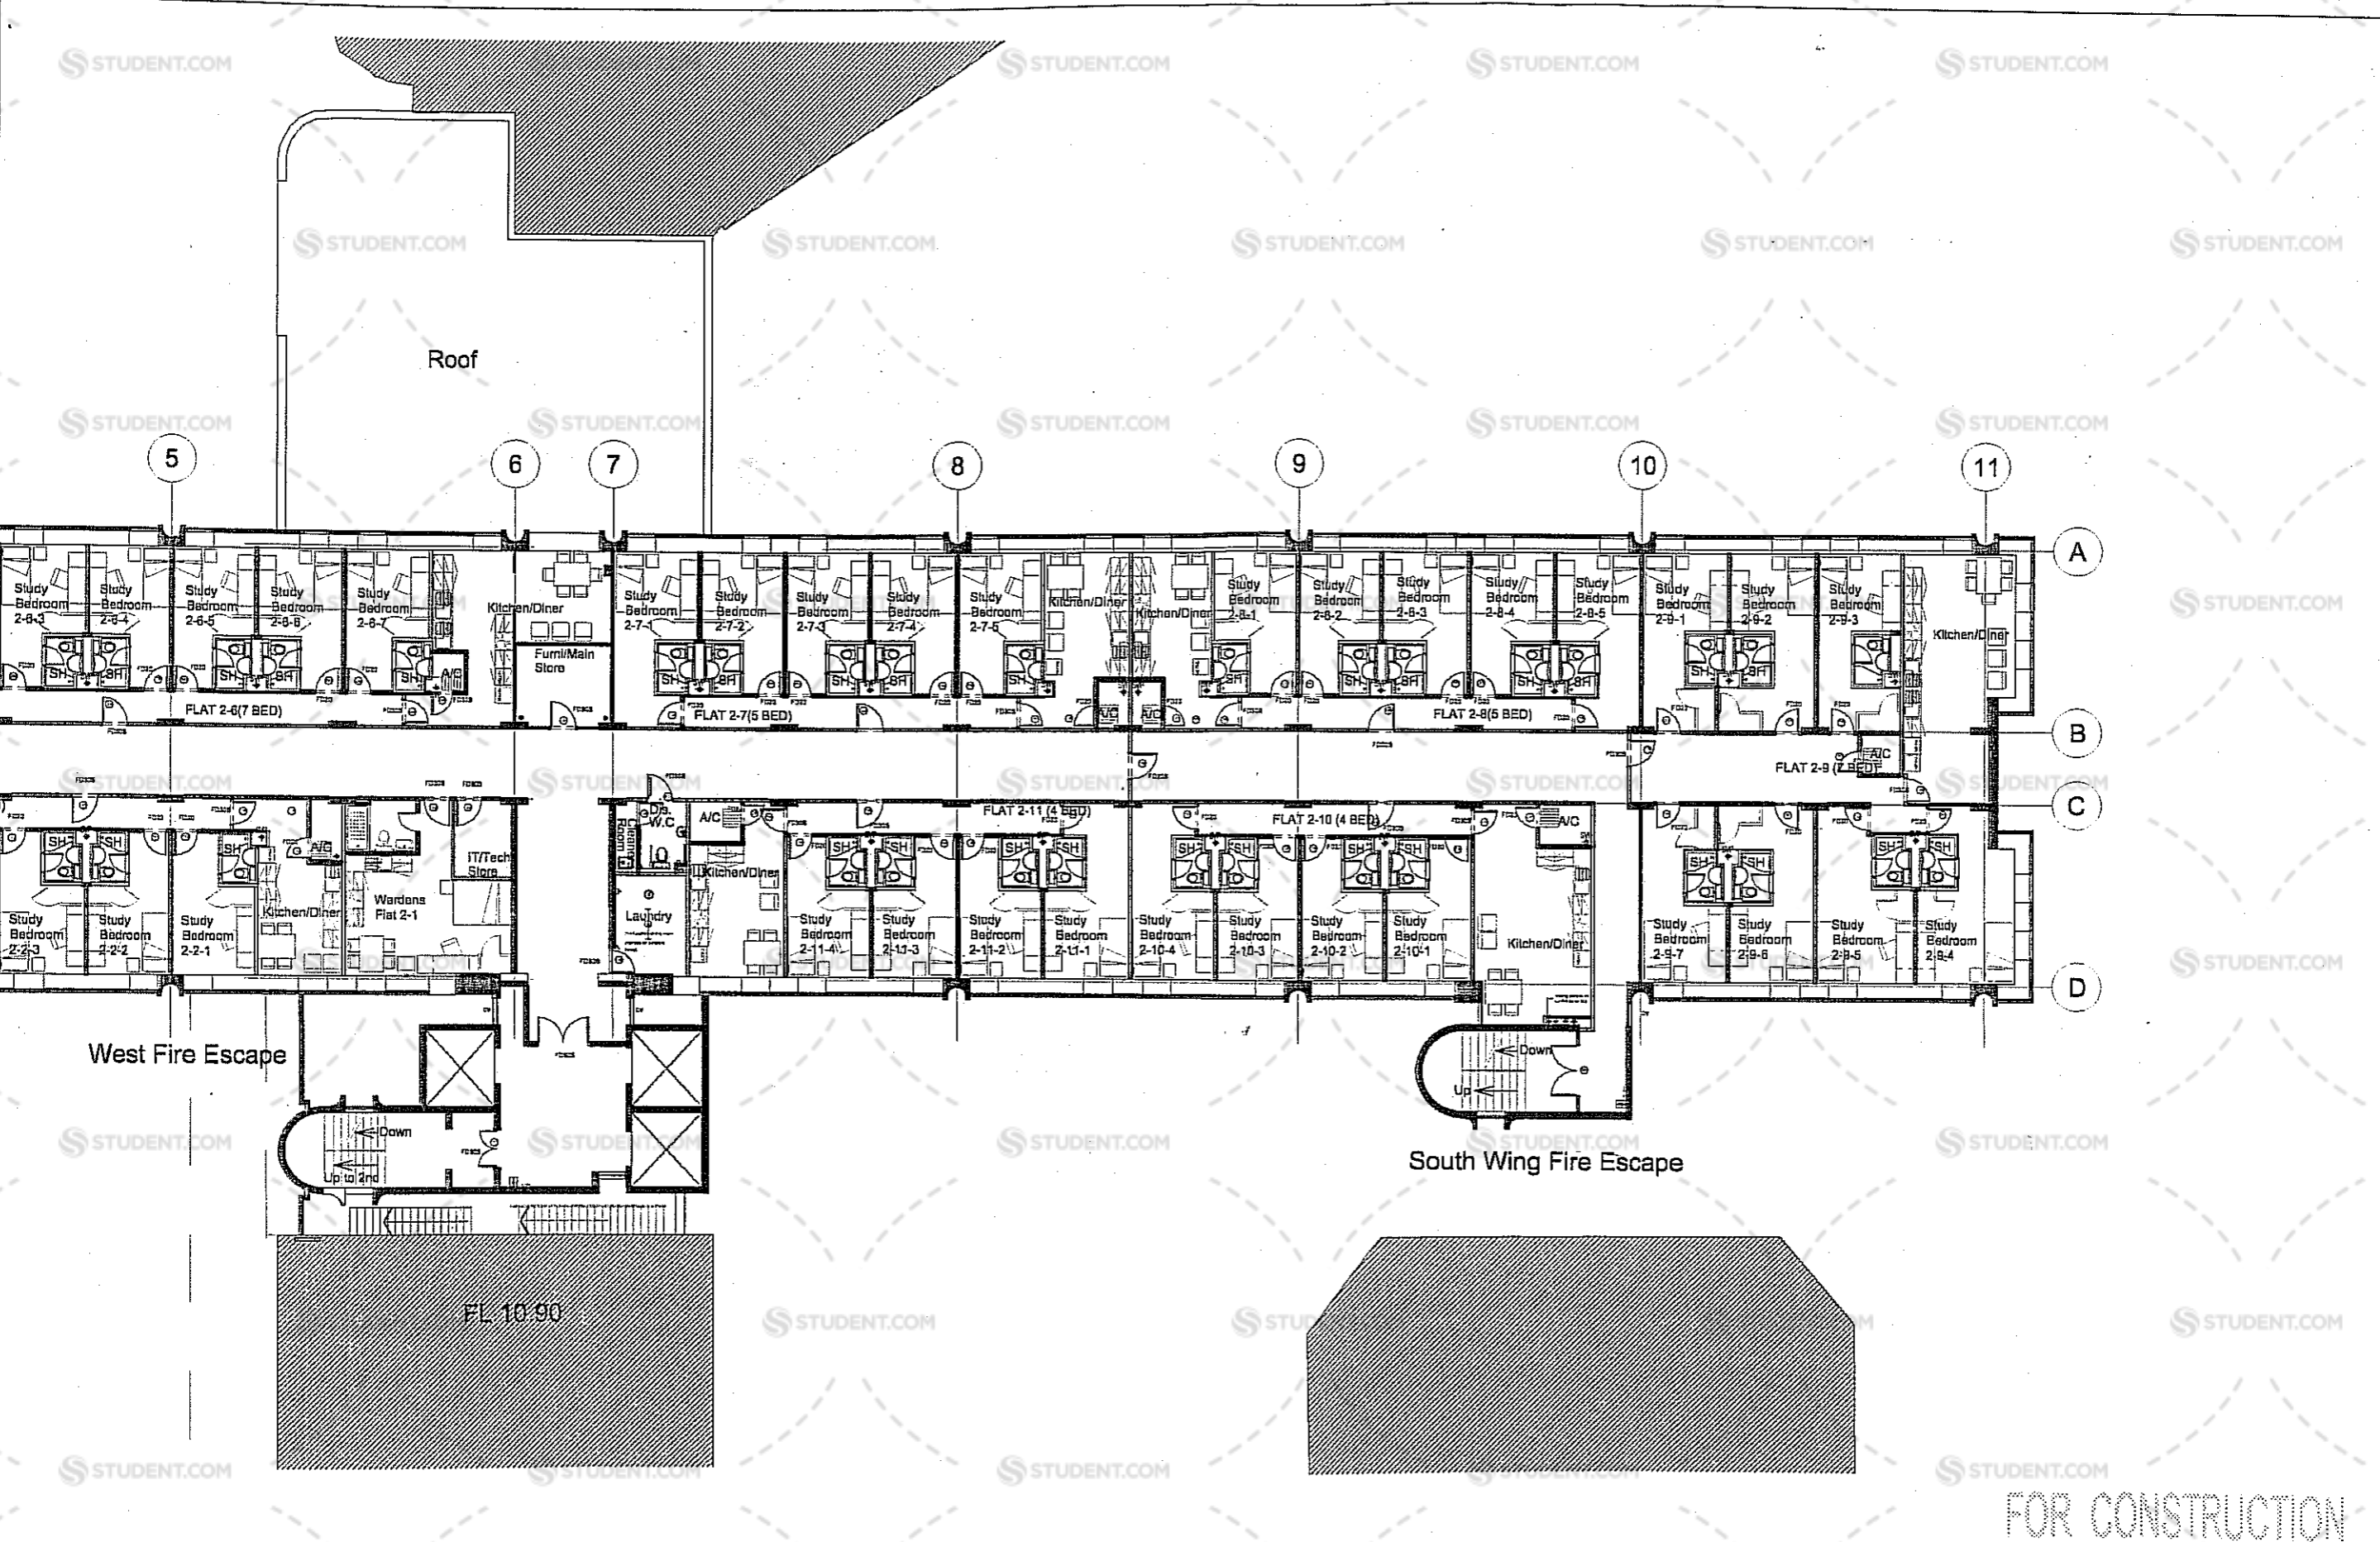 STUDENT.COM
Roof
5
6
7
8
9
10
11
A
B
C
D
Study
Bedroom
2-6-3
Study
Bedroom
2-6-4
Study
Bedroom
2-6-5
Study
Bedroom
2-6-6
Study
Bedroom
2-6-7
Kitchen/Diner
Furni/Main
Store
Study
Bedroom
2-7-1
Study
Bedroom
2-7-2
Study
Bedroom
2-7-3
Study
Bedroom
2-7-4
Study
Bedroom
2-7-5
Kitchen/Diner
Kitchen/Diner
Study
Bedroom
2-8-1
Study
Bedroom
2-8-2
Study
Bedroom
2-8-3
Study
Bedroom
2-8-4
Study
Bedroom
2-8-5
Study
Bedroom
2-9-1
Study
Bedroom
2-9-2
Study
Bedroom
2-9-3
Kitchen/Diner
SH
A/C
FLAT 2-6(7 BED)
FLAT 2-7(5 BED)
A/C
A/C
FLAT 2-8(5 BED)
FLAT 2-9 (7 BED)
A/C
Dis.
W.C
Cleaners
Room
A/C
FLAT 2-11 (4 BED)
FLAT 2-10 (4 BED)
A/C
A/C
IT/Tech
Store
Wardens
Flat 2-1
Kitchen/Diner
Laundry
Kitchen/Diner
Kitchen/Diner
Study
Bedroom
2-2-3
Study
Bedroom
2-2-2
Study
Bedroom
2-2-1
Study
Bedroom
2-11-4
Study
Bedroom
2-11-3
Study
Bedroom
2-11-2
Study
Bedroom
2-11-1
Study
Bedroom
2-10-4
Study
Bedroom
2-10-3
Study
Bedroom
2-10-2
Study
Bedroom
2-10-1
Study
Bedroom
2-9-7
Study
Bedroom
2-9-6
Study
Bedroom
2-9-5
Study
Bedroom
2-9-4
West Fire Escape
Down
Up to 2nd
Down
Up
South Wing Fire Escape
FL 10.90
FOR CONSTRUCTION